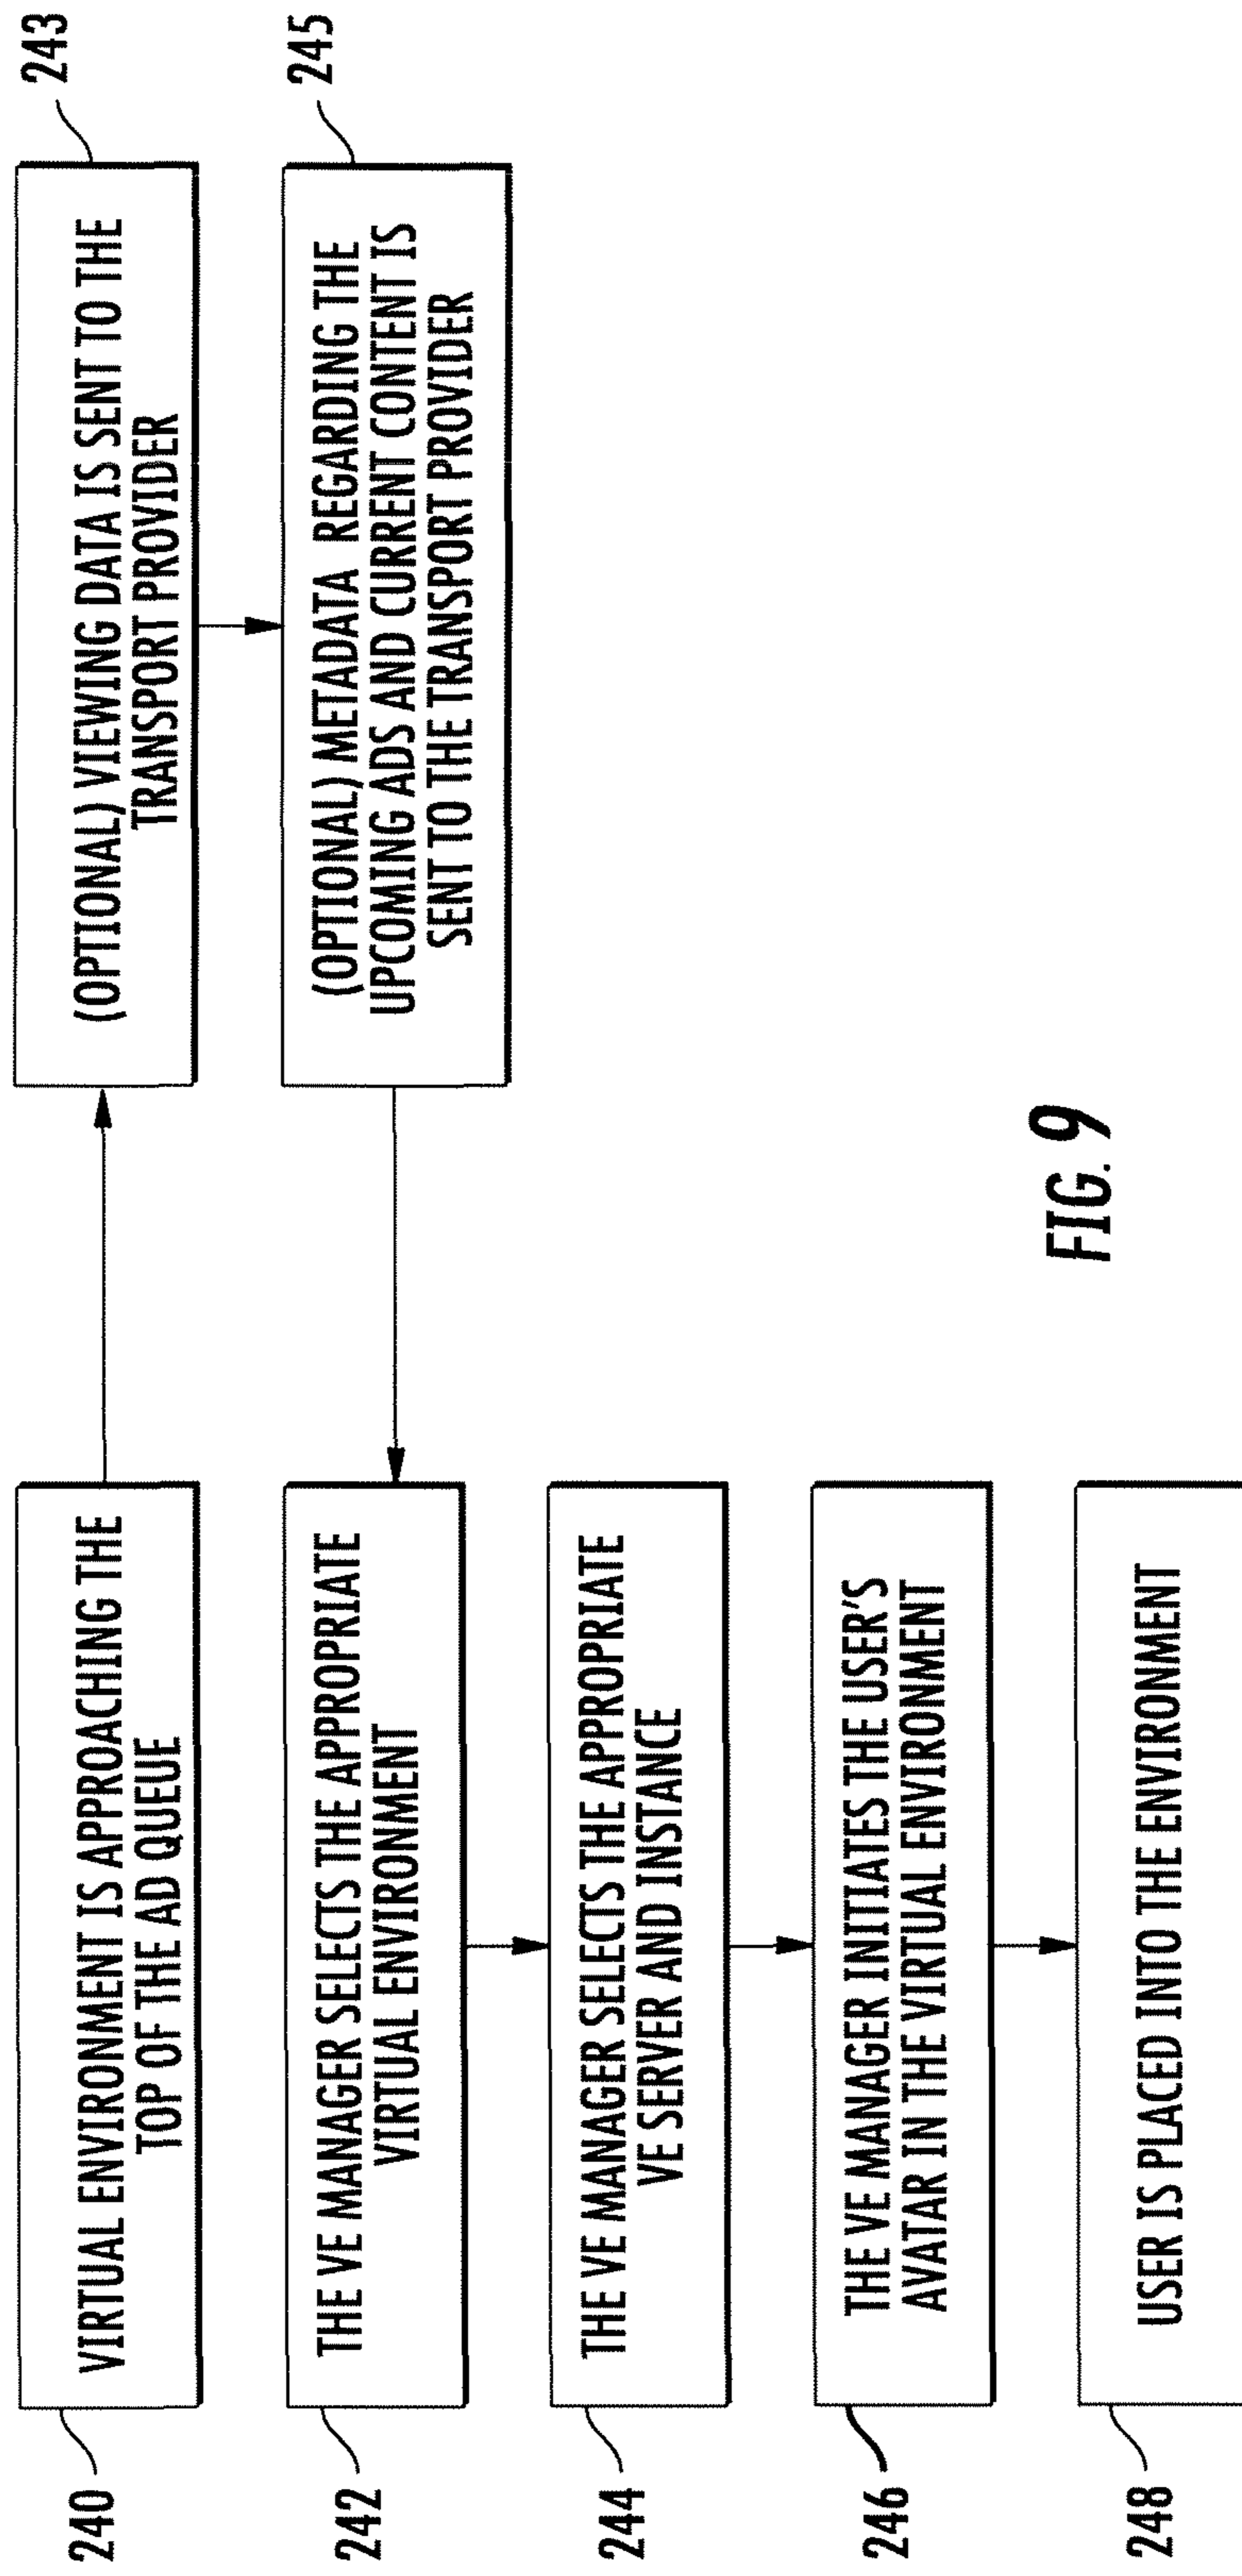 240
VIRTUAL ENVIRONMENT IS APPROACHING THE
TOP OF THE AD QUEUE
243
(OPTIONAL) VIEWING DATA IS SENT TO THE
TRANSPORT PROVIDER
245
(OPTIONAL) METADATA REGARDING THE
UPCOMING ADS AND CURRENT CONTENT IS
SENT TO THE TRANSPORT PROVIDER
242
THE VE MANAGER SELECTS THE APPROPRIATE
VIRTUAL ENVIRONMENT
244
THE VE MANAGER SELECTS THE APPROPRIATE
VE SERVER AND INSTANCE
246
THE VE MANAGER INITIATES THE USER'S
AVATAR IN THE VIRTUAL ENVIRONMENT
248
USER IS PLACED INTO THE ENVIRONMENT
FIG. 9